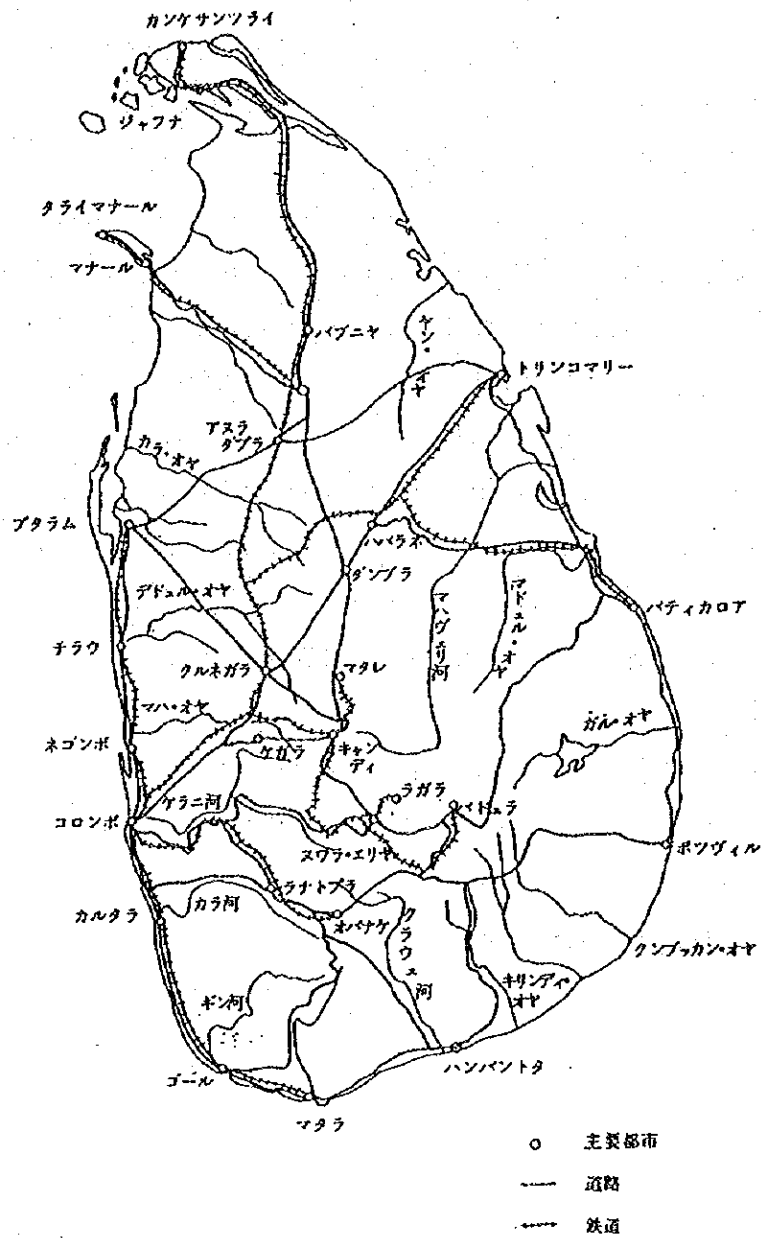 カンケサンツライ
ジャフナ
タライマナール
マナール
バブニヤ
ヤン・オヤ
トリンコマリー
アヌラ
ダプラ
カラ・オヤ
プタラム
ハバラネ
ダンブラ
デドュル・オヤ
マハヴェリ河
マドュル・オヤ
バティカロア
チラウ
クルネガラ
マタレ
マハ・オヤ
ガル・オヤ
ネゴンボ
ケガラ
キャン
ディ
ケラニ河
ラガラ
バドュラ
コロンボ
ヌワラ・エリヤ
ポツヴィル
ラナトプラ
カラ河
オパナケ
クラウェ河
カルタラ
クンブッカン・オヤ
キリンディ・
オヤ
ギン河
ゴール
ハンバントタ
マタラ
主要都市
道路
鉄道